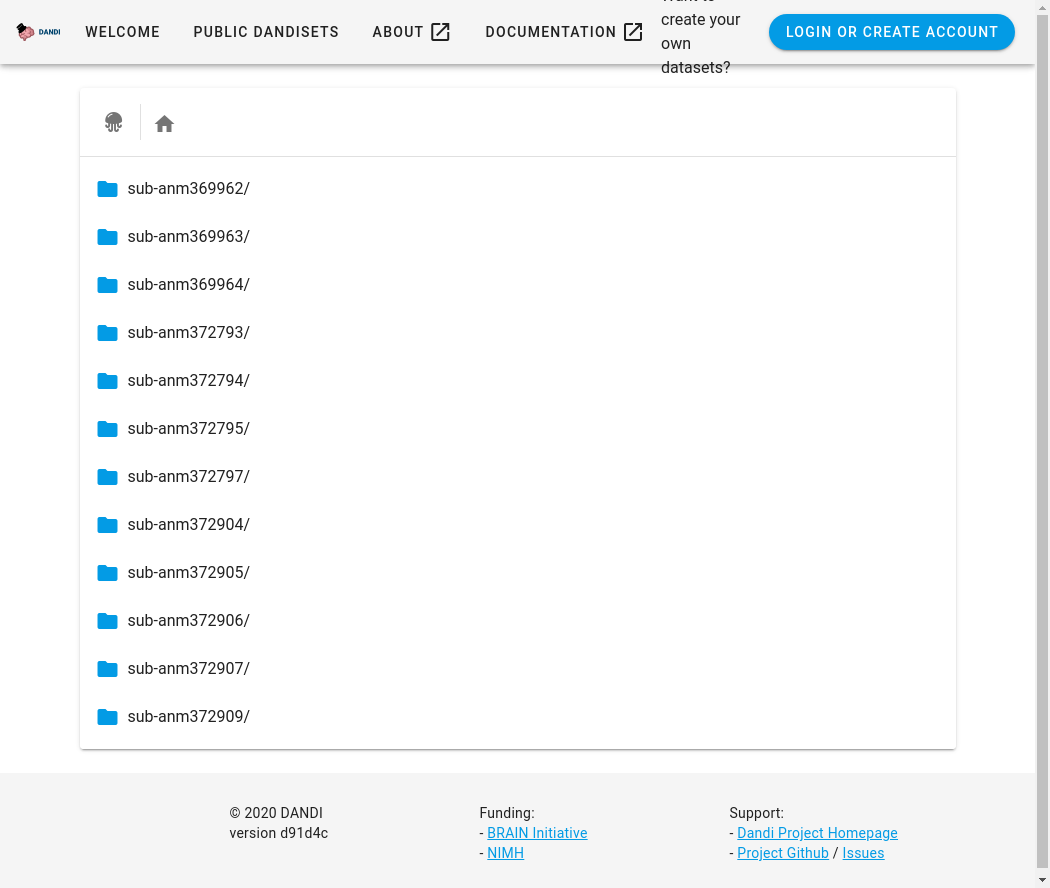 DANDI
WELCOME
PUBLIC DANDISETS
ABOUT
DOCUMENTATION
create your
own
datasets?
LOGIN OR CREATE ACCOUNT
sub-anm369962/
sub-anm369963/
sub-anm369964/
sub-anm372793/
sub-anm372794/
sub-anm372795/
sub-anm372797/
sub-anm372904/
sub-anm372905/
sub-anm372906/
sub-anm372907/
sub-anm372909/
© 2020 DANDI
version d91d4c
Funding:
- BRAIN Initiative
- NIMH
Support:
- Dandi Project Homepage
- Project Github / Issues